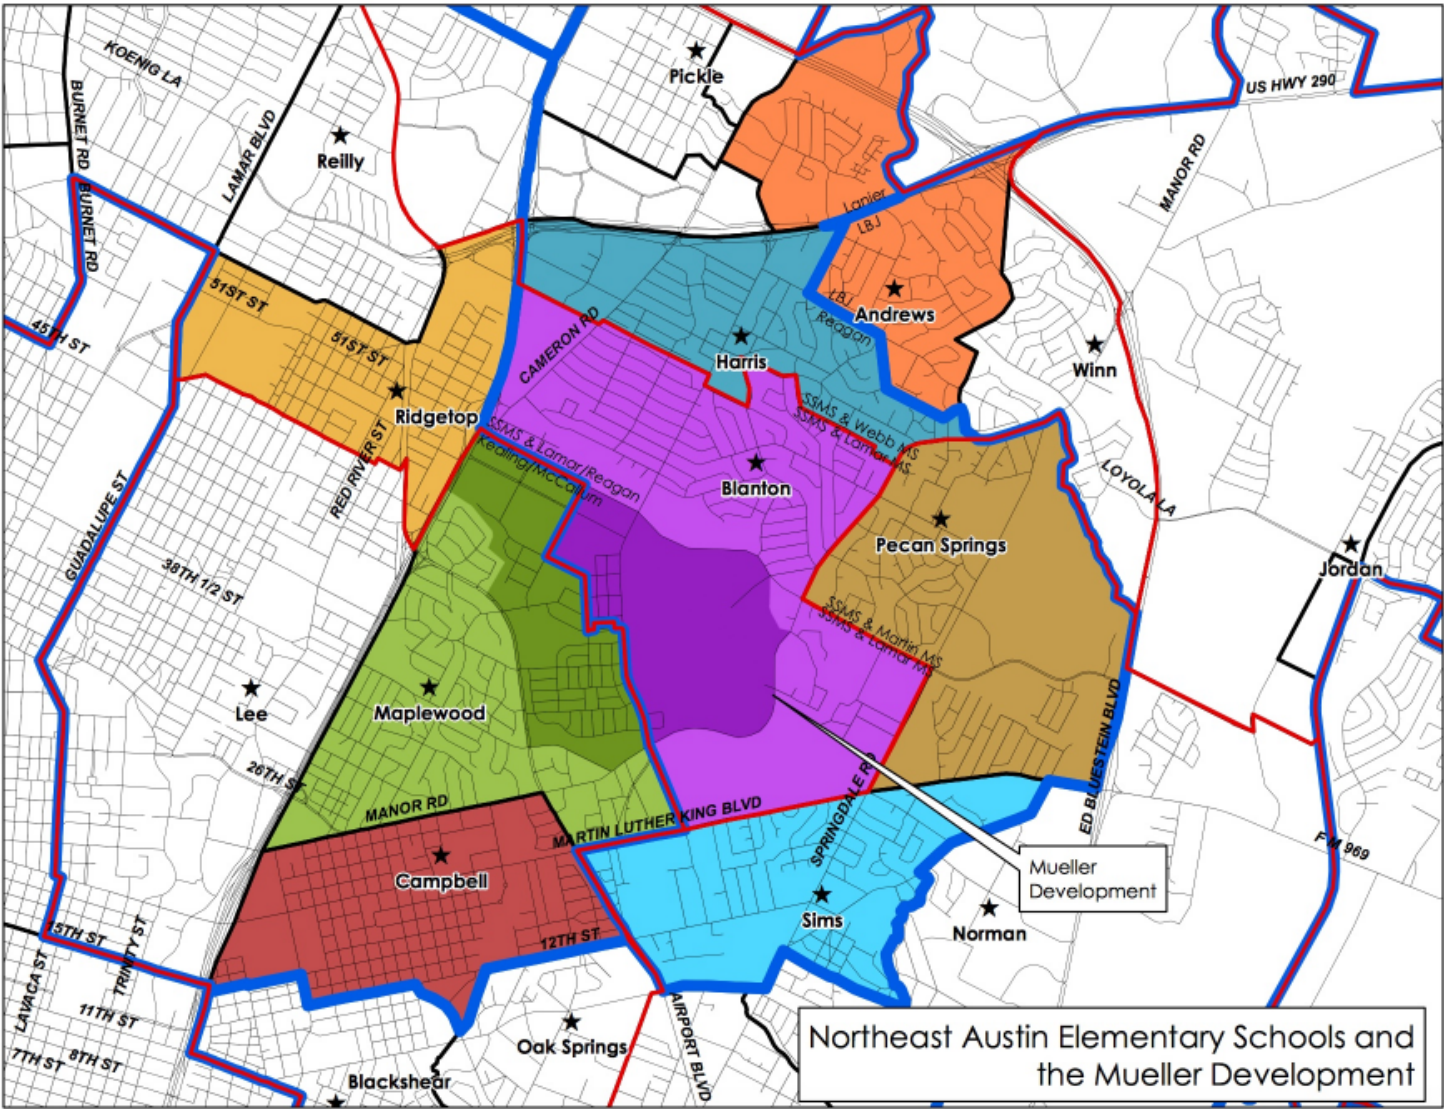 KOENIG LA
Pickle
US HWY 290
BURNET RD
LAMAR BLVD
Reilly
MANOR RD
BURNET RD
Lanier
LBJ
51ST ST
LBJ
Reagan
Andrews
45TH ST
51ST ST
CAMERON RD
Harris
Winn
Ridgetop
SSMS & Webb MS
SSMS & Lamar MS
SSMS & Lamar/Reagan
Kealing/McCallum
RED RIVER ST
Blanton
LOYOLA LA
GUADALUPE ST
Pecan Springs
Jordan
38TH 1/2 ST
SSMS & Martin MS
SSMS & Lamar MS
Lee
Maplewood
ED BLUESTEIN BLVD
26TH ST
MANOR RD
MARTIN LUTHER KING BLVD
SPRINGDALE RD
F M 969
Campbell
Mueller
Development
Sims
Norman
15TH ST
TRINITY ST
12TH ST
LAVACA ST
11TH ST
AIRPORT BLVD
Oak Springs
7TH ST
8TH ST
Blackshear
Northeast Austin Elementary Schools and
the Mueller Development